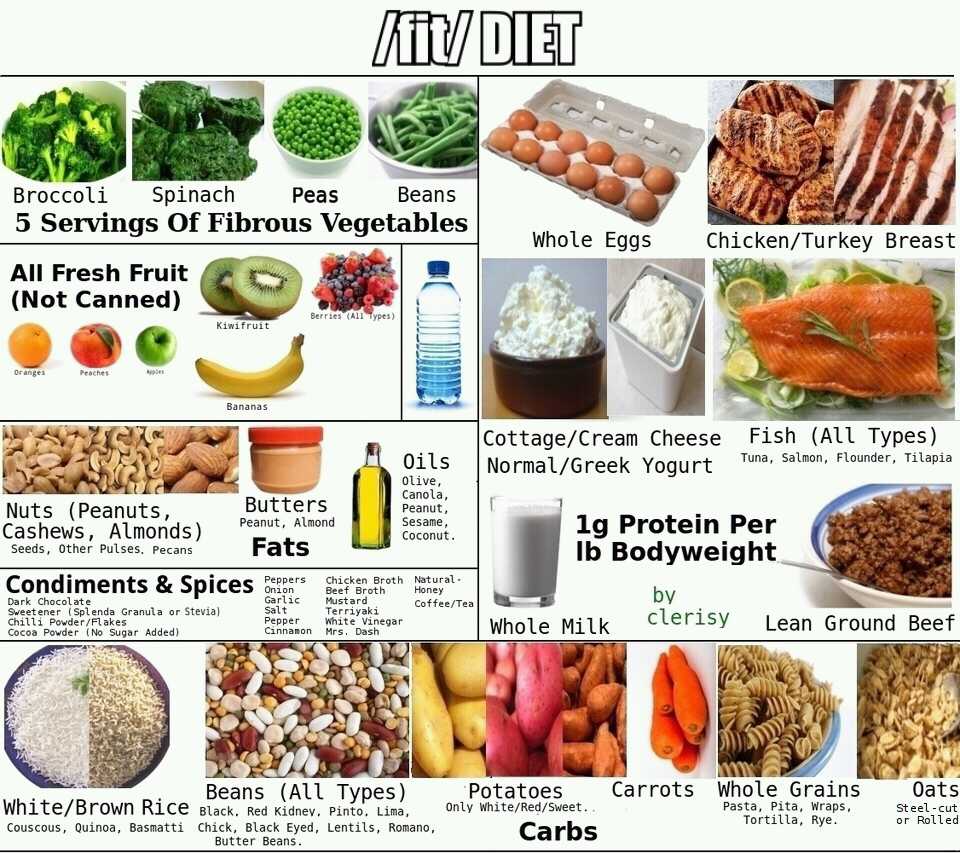 /fit/ DIET
Broccoli
Spinach
Peas
Beans
5 Servings Of Fibrous Vegetables
All Fresh Fruit
(Not Canned)
Kiwifruit
Berries (All Types)
Oranges
Peaches
Apples
Bananas
Nuts (Peanuts,
Cashews, Almonds)
Seeds, Other Pulses. Pecans
Butters
Peanut, Almond
Fats
Oils
Olive,
Canola,
Peanut,
Sesame,
Coconut.
Condiments & Spices
Dark Chocolate
Sweetener (Splenda Granula or Stevia)
Chilli Powder/Flakes
Cocoa Powder (No Sugar Added)
Peppers
Onion
Garlic
Salt
Pepper
Cinnamon
Chicken Broth
Beef Broth
Mustard
Terriyaki
White Vinegar
Mrs. Dash
Natural-
Honey
Coffee/Tea
Whole Eggs
Chicken/Turkey Breast
Cottage/Cream Cheese
Normal/Greek Yogurt
Fish (All Types)
Tuna, Salmon, Flounder, Tilapia
1g Protein Per
lb Bodyweight
by
clerisy
Whole Milk
Lean Ground Beef
White/Brown Rice
Couscous, Quinoa, Basmatti
Beans (All Types)
Black, Red Kidney, Pinto, Lima,
Chick, Black Eyed, Lentils, Romano,
Butter Beans.
Potatoes
Only White/Red/Sweet.
Carrots
Whole Grains
Pasta, Pita, Wraps,
Tortilla, Rye.
Oats
Steel-cut
or Rolled
Carbs